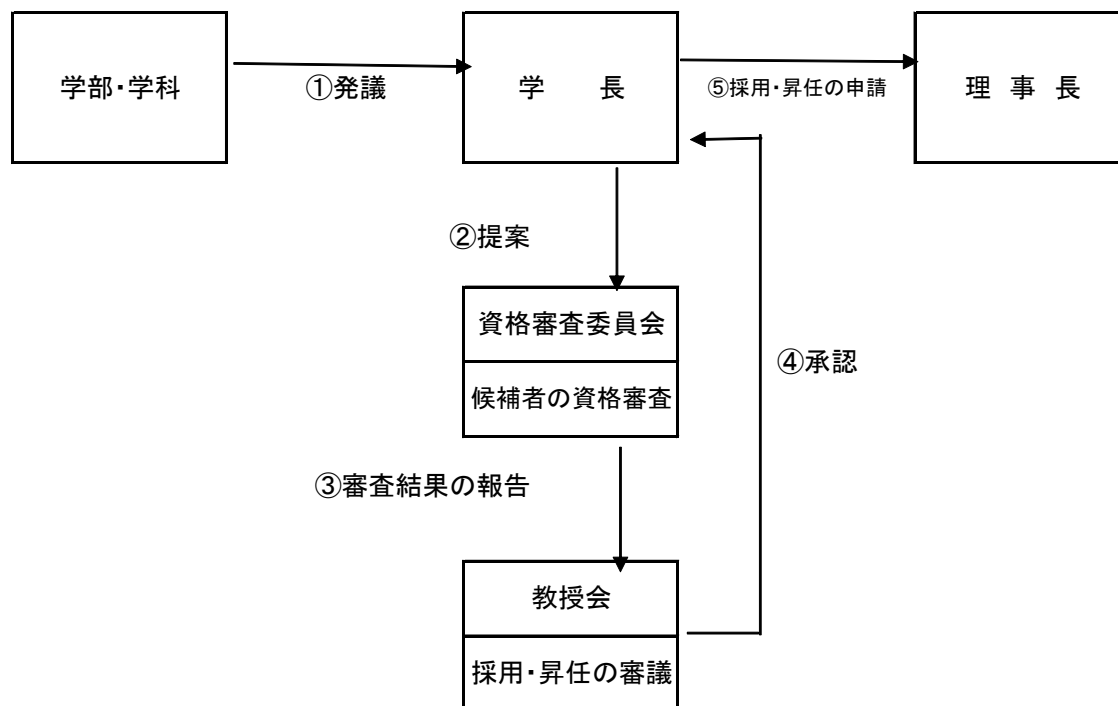 学部・学科
①発議
学　　長
⑤採用・昇任の申請
理 事 長
②提案
資格審査委員会
候補者の資格審査
④承認
③審査結果の報告
教授会
採用・昇任の審議